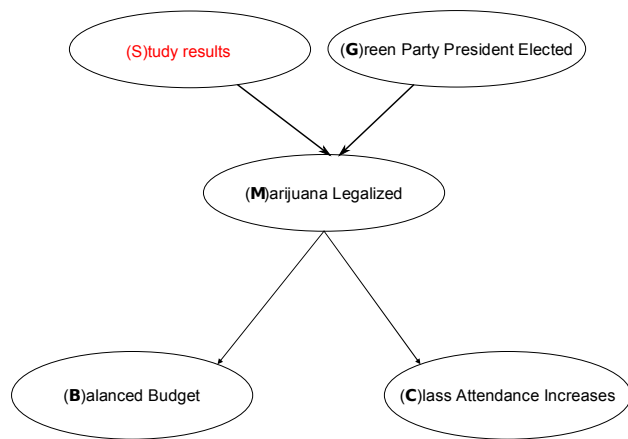 (S)tudy results
(G)reen Party President Elected
(M)arijuana Legalized
(B)alanced Budget
(C)lass Attendance Increases